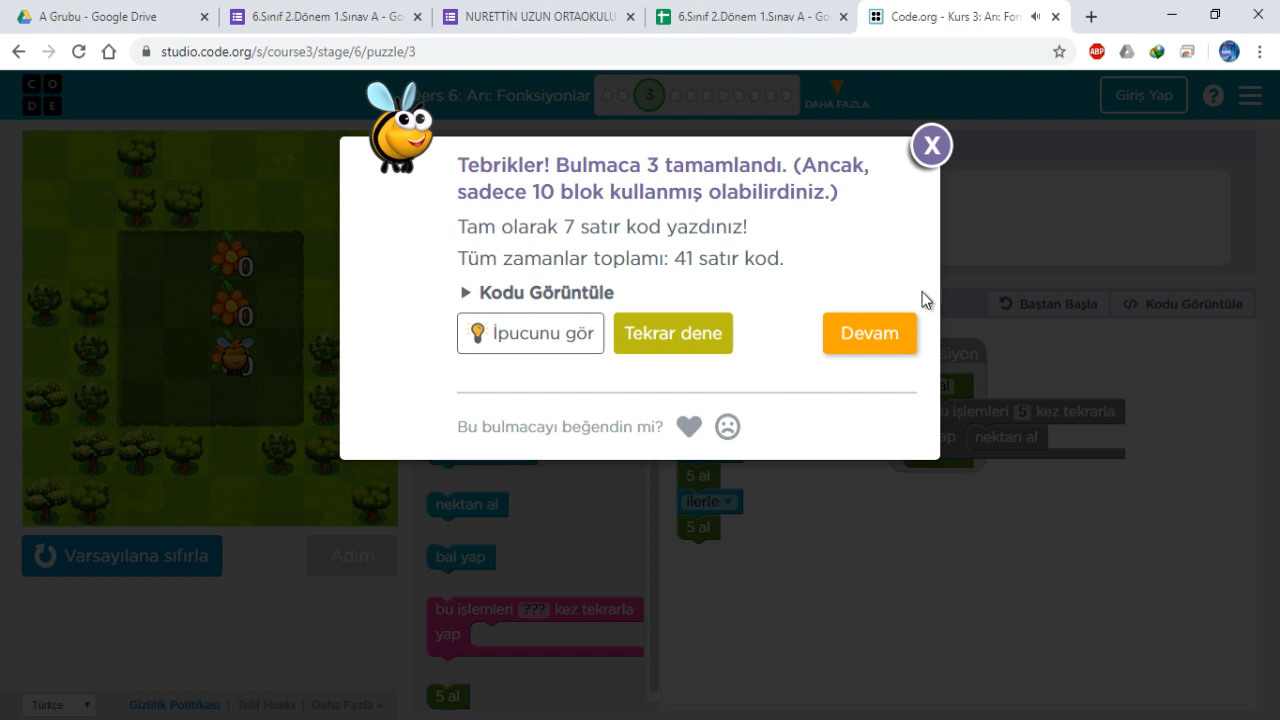 A Grubu - Google Drive
6.Sınıf 2.Dönem 1.Sınav A - G
NURETTİN UZUN ORTAOKULU
6.Sınıf 2.Dönem 1.Sınav A - Go
Code.org - Kurs 3: Arı: Fon
studio.code.org/s/course3/stage/6/puzzle/3
ABP
C O
D E
Ders 6: Arı: Fonksiyonlar
3
DAHA FAZLA
Giriş Yap
?
X
Tebrikler! Bulmaca 3 tamamlandı. (Ancak,
sadece 10 blok kullanmış olabilirdiniz.)
Tam olarak 7 satır kod yazdınız!
Tüm zamanlar toplamı: 41 satır kod.
Kodu Görüntüle
İpucunu gör
Tekrar dene
Devam
Bu bulmacayı beğendin mi?
0
0
Baştan Başla
Kodu Görüntüle
siyon
al
u işlemleri 5 kez tekrarla
ap nektarı al
5 al
ilerle
5 al
nektarı al
bal yap
bu işlemleri ??? kez tekrarla
yap
5 al
Varsayılana sıfırla
Adım
Türkçe
Gizlilik Politikası | Telif Hakkı | Daha Fazla